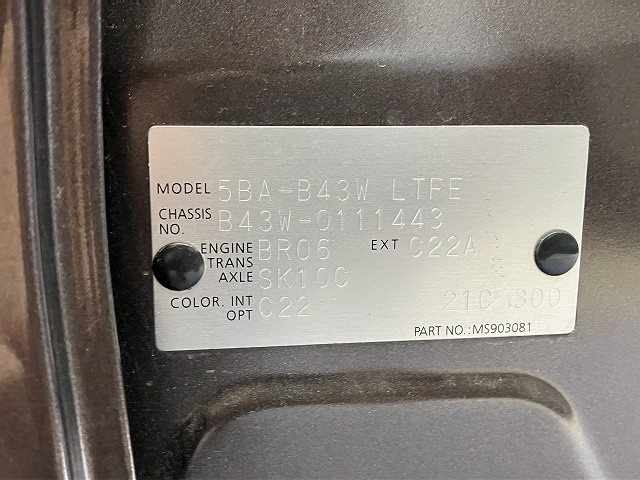 MODEL 5BA-B43W LTFE
CHASSIS NO. B43W-0111443
ENGINE BR06 EXT C22A
TRANS
AXLE SK10C
COLOR. INT C22
OPT
PART NO.:MS903081